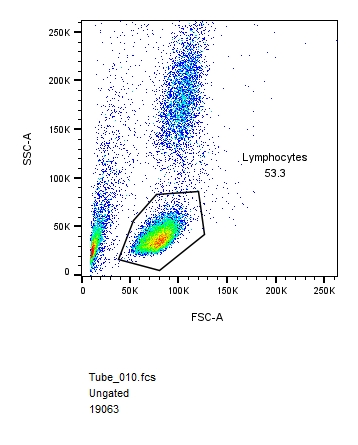 250K
200K
150K
100K
50K
0
SSC-A
Lymphocytes
53.3
0 50K 100K 150K 200K 250K
FSC-A
Tube_010.fcs
Ungated
19063